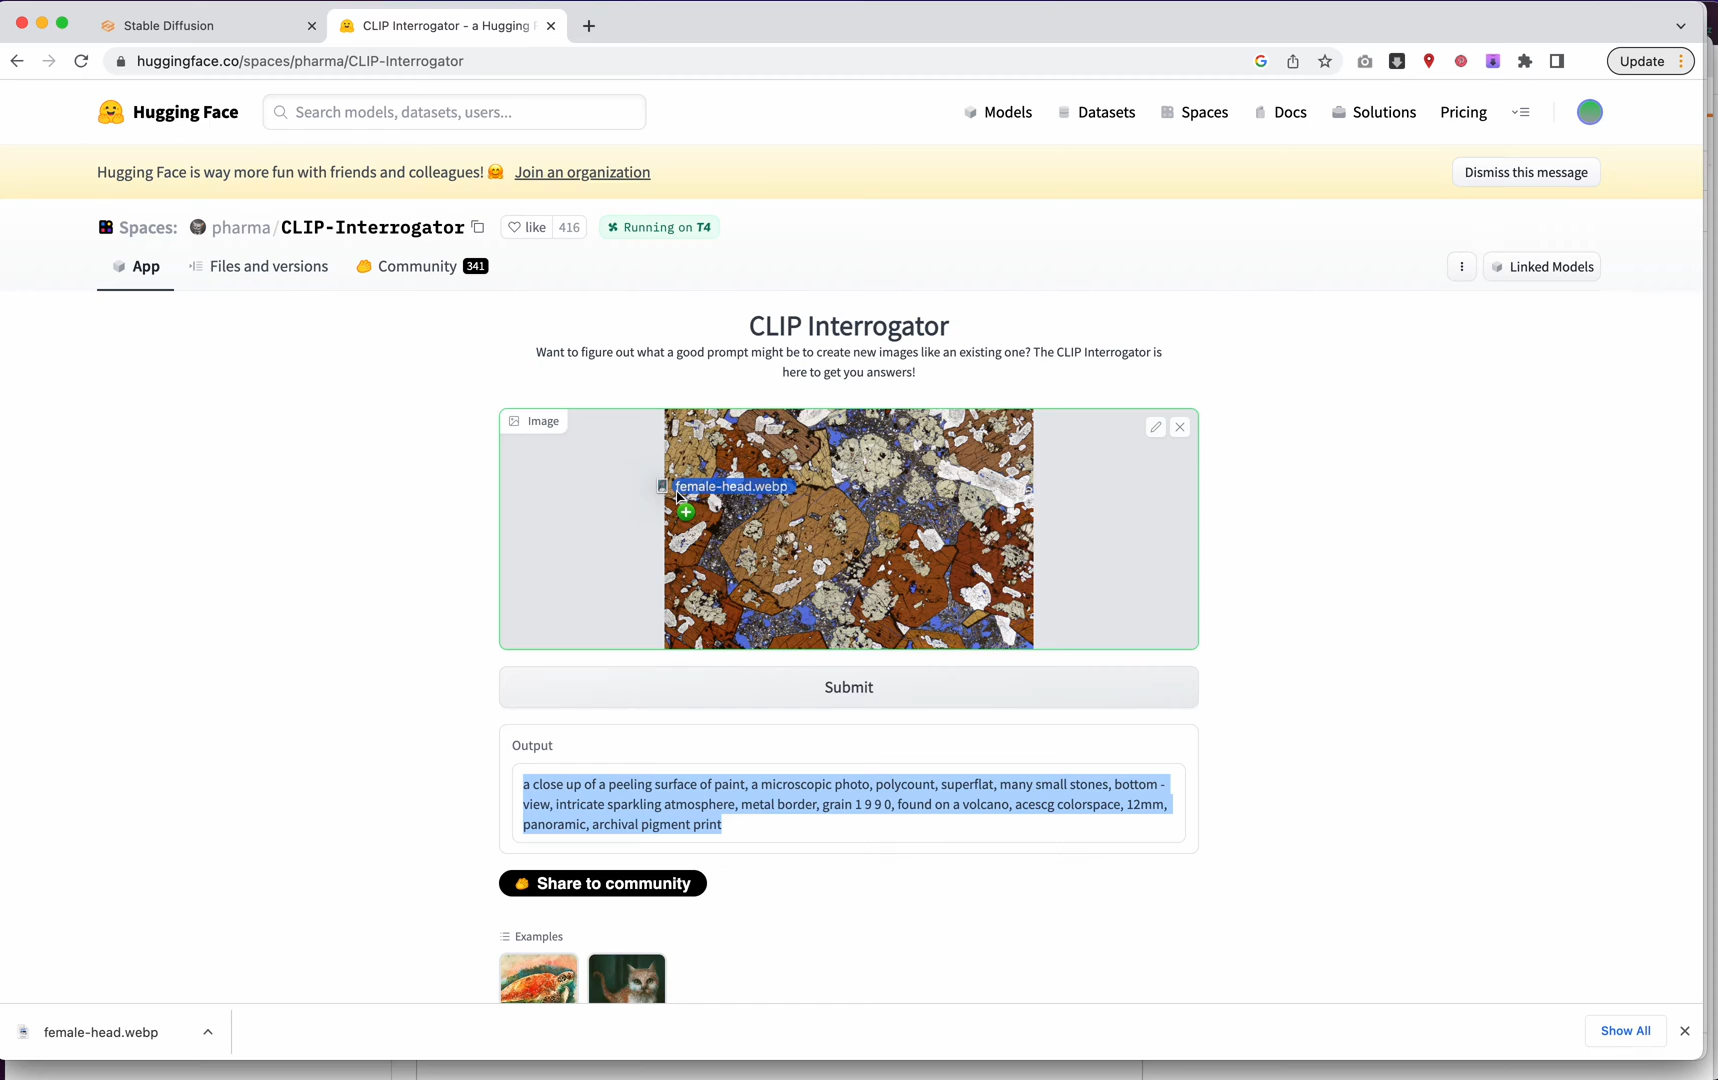 Stable Diffusion
CLIP Interrogator - a Hugging F
huggingface.co/spaces/pharma/CLIP-Interrogator
Update
Hugging Face
Search models, datasets, users...
Models
Datasets
Spaces
Docs
Solutions
Pricing
Hugging Face is way more fun with friends and colleagues! 🤗 Join an organization
Dismiss this message
Spaces: pharma/CLIP-Interrogator
like 416
Running on T4
App
Files and versions
Community 341
Linked Models
CLIP Interrogator
Want to figure out what a good prompt might be to create new images like an existing one? The CLIP Interrogator is
here to get you answers!
Image
female-head.webp
Submit
Output
a close up of a peeling surface of paint, a microscopic photo, polycount, superflat, many small stones, bottom -
view, intricate sparkling atmosphere, metal border, grain 1 9 9 0, found on a volcano, acescg colorspace, 12mm,
panoramic, archival pigment print
Share to community
Examples
female-head.webp
Show All